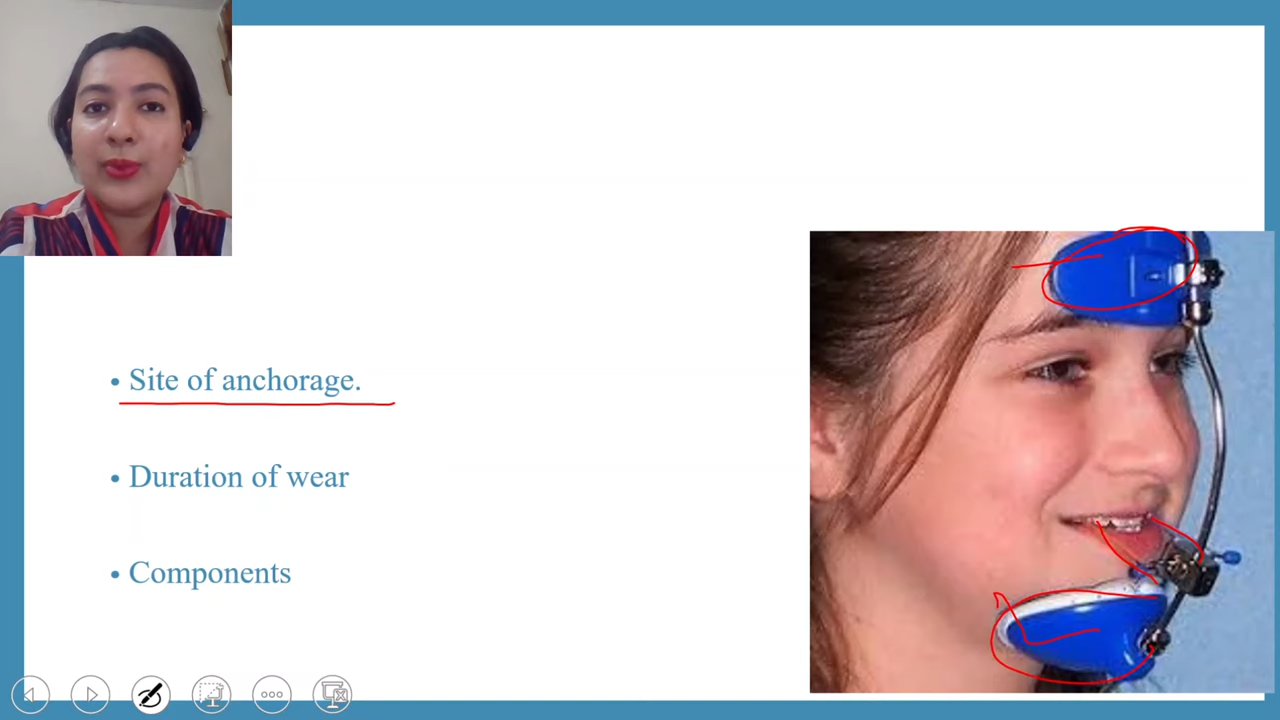 • Site of anchorage.
• Duration of wear
• Components